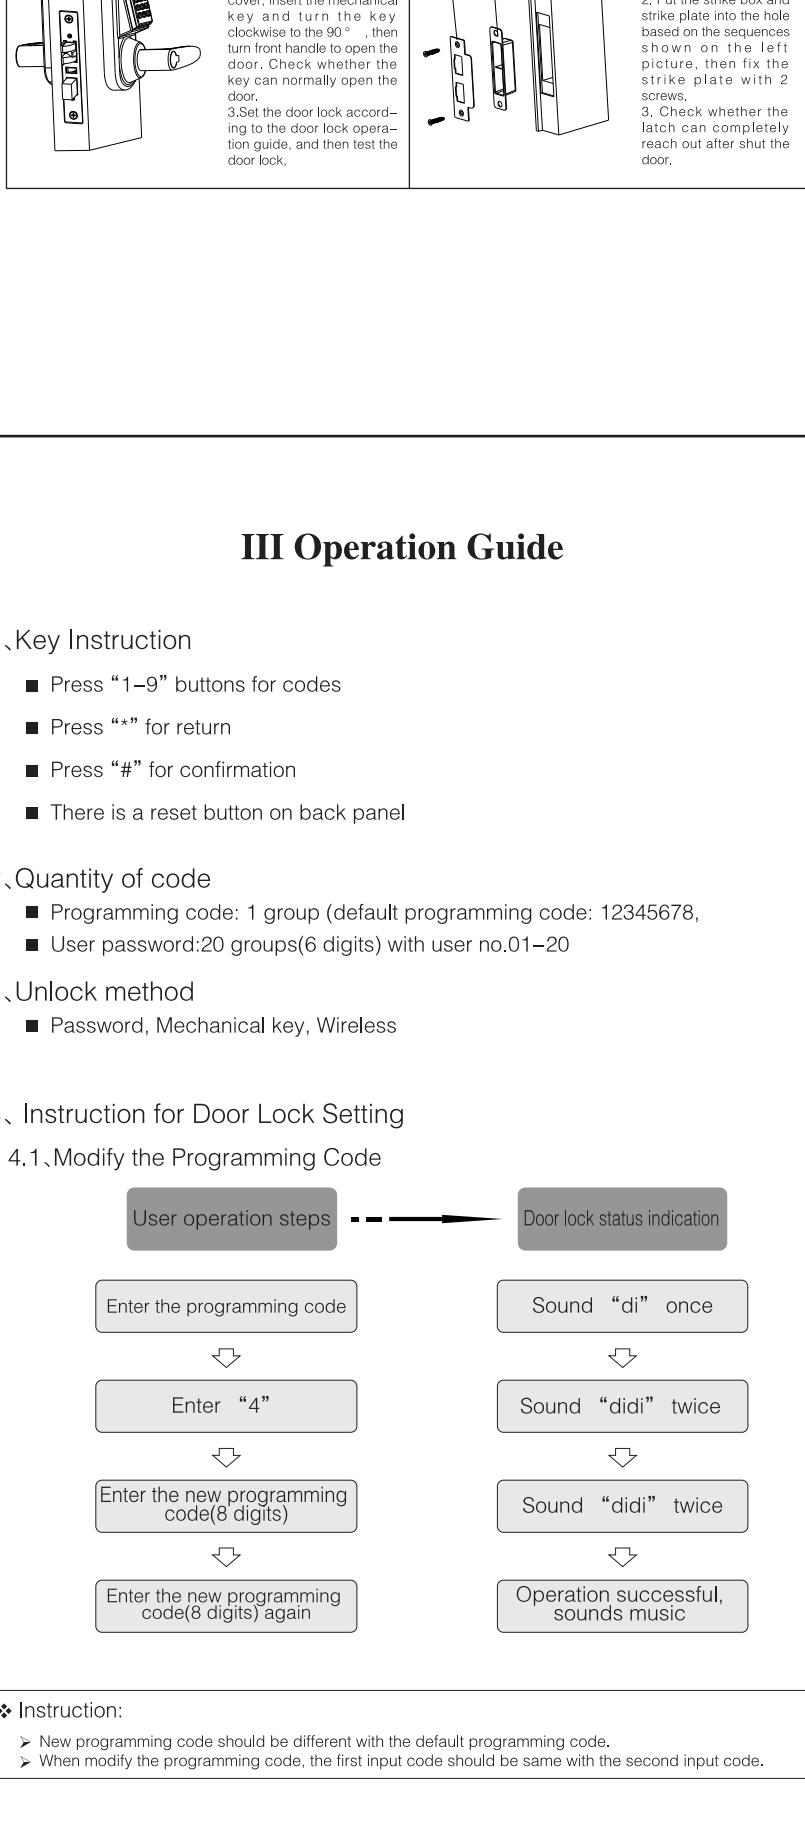 cover, insert the mechanical
key and turn the key
clockwise to the 90° , then
turn front handle to open the
door. Check whether the
key can normally open the
door.
3.Set the door lock accord-
ing to the door lock opera-
tion guide, and then test the
door lock,
2. Put the strike box and
strike plate into the hole
based on the sequences
shown on the left
picture, then fix the
strike plate with 2
screws.
3. Check whether the
latch can completely
reach out after shut the
door.
III Operation Guide
、Key Instruction
■ Press “1–9” buttons for codes
■ Press “*” for return
■ Press “#” for confirmation
■ There is a reset button on back panel
、Quantity of code
■ Programming code: 1 group (default programming code: 12345678,
■ User password:20 groups(6 digits) with user no.01–20
、Unlock method
■ Password, Mechanical key, Wireless
、Instruction for Door Lock Setting
4.1、Modify the Programming Code
User operation steps
Door lock status indication
Enter the programming code
Sound “di” once
Enter “4”
Sound “didi” twice
Enter the new programming
code(8 digits)
Sound “didi” twice
Enter the new programming
code(8 digits) again
Operation successful,
sounds music
❖ Instruction:
➢ New programming code should be different with the default programming code.
➢ When modify the programming code, the first input code should be same with the second input code.